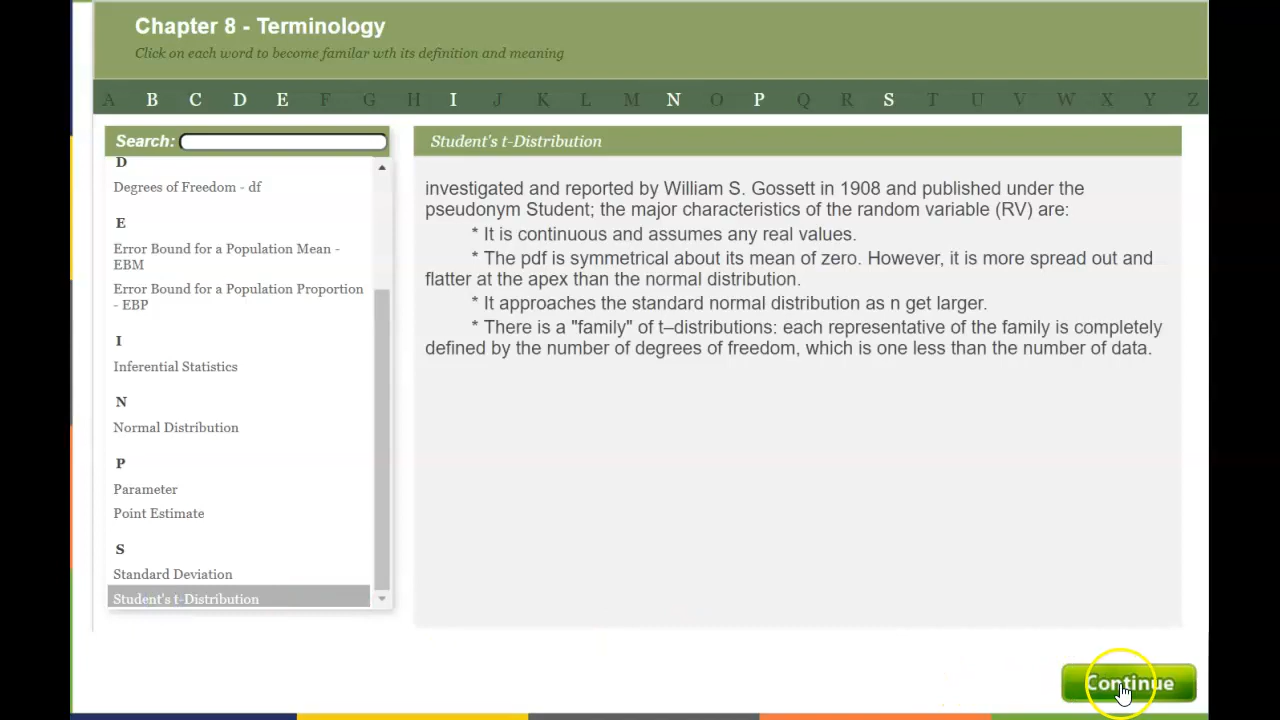 Chapter 8 - Terminology
Click on each word to become familar wth its definition and meaning
A B C D E F G H I J K L M N O P Q R S T U V W X Y Z
Search:
D
Degrees of Freedom - df
E
Error Bound for a Population Mean -
EBM
Error Bound for a Population Proportion
- EBP
I
Inferential Statistics
N
Normal Distribution
P
Parameter
Point Estimate
S
Standard Deviation
Student's t-Distribution
Student's t-Distribution
investigated and reported by William S. Gossett in 1908 and published under the
pseudonym Student; the major characteristics of the random variable (RV) are:
* It is continuous and assumes any real values.
* The pdf is symmetrical about its mean of zero. However, it is more spread out and
flatter at the apex than the normal distribution.
* It approaches the standard normal distribution as n get larger.
* There is a "family" of t–distributions: each representative of the family is completely
defined by the number of degrees of freedom, which is one less than the number of data.
Continue